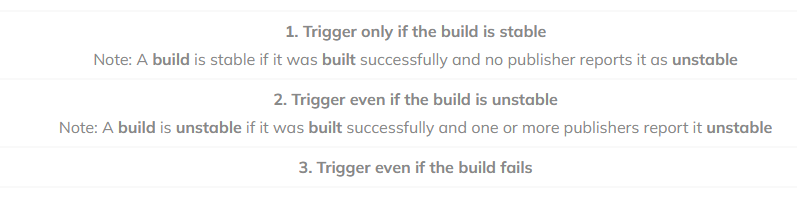 1. Trigger only if the build is stable
Note: A build is stable if it was built successfully and no publisher reports it as unstable
2. Trigger even if the build is unstable
Note: A build is unstable if it was built successfully and one or more publishers report it unstable
3. Trigger even if the build fails